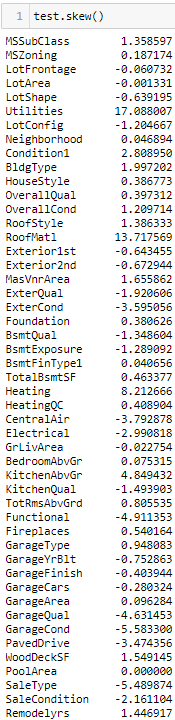 1 test.skew()
MSSubClass 1.358597
MSZoning 0.187174
LotFrontage -0.060732
LotArea -0.001331
LotShape -0.639195
Utilities 17.088007
LotConfig -1.204667
Neighborhood 0.046894
Condition1 2.808950
BldgType 1.997202
HouseStyle 0.386773
OverallQual 0.397312
OverallCond 1.209714
RoofStyle 1.386333
RoofMatl 13.717569
Exterior1st -0.643455
Exterior2nd -0.672944
MasVnrArea 1.655862
ExterQual -1.920606
ExterCond -3.595056
Foundation 0.380626
BsmtQual -1.348604
BsmtExposure -1.289092
BsmtFinType1 0.040656
TotalBsmtSF 0.463377
Heating 8.212666
HeatingQC 0.408904
CentralAir -3.792878
Electrical -2.990818
GrLivArea -0.022754
BedroomAbvGr 0.075315
KitchenAbvGr 4.849432
KitchenQual -1.493903
TotRmsAbvGrd 0.805535
Functional -4.911353
Fireplaces 0.540164
GarageType 0.948083
GarageYrBlt -0.752863
GarageFinish -0.403944
GarageCars -0.280324
GarageArea 0.096284
GarageQual -4.631453
GarageCond -5.583300
PavedDrive -3.474356
WoodDeckSF 1.549145
PoolArea 0.000000
SaleType -5.489874
SaleCondition -2.161104
Remodelyrs 1.446917